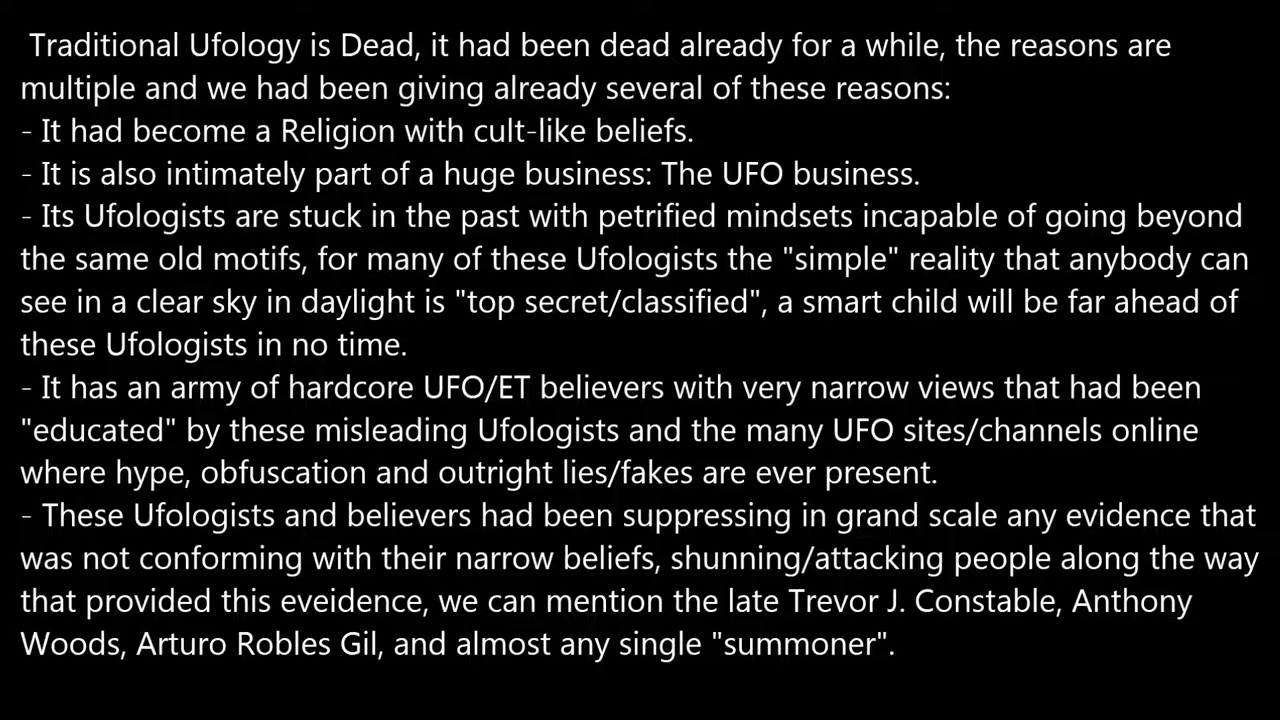 Traditional Ufology is Dead, it had been dead already for a while, the reasons are
multiple and we had been giving already several of these reasons:
- It had become a Religion with cult-like beliefs.
- It is also intimately part of a huge business: The UFO business.
- Its Ufologists are stuck in the past with petrified mindsets incapable of going beyond
the same old motifs, for many of these Ufologists the "simple" reality that anybody can
see in a clear sky in daylight is "top secret/classified", a smart child will be far ahead of
these Ufologists in no time.
- It has an army of hardcore UFO/ET believers with very narrow views that had been
"educated" by these misleading Ufologists and the many UFO sites/channels online
where hype, obfuscation and outright lies/fakes are ever present.
- These Ufologists and believers had been suppressing in grand scale any evidence that
was not conforming with their narrow beliefs, shunning/attacking people along the way
that provided this eveidence, we can mention the late Trevor J. Constable, Anthony
Woods, Arturo Robles Gil, and almost any single "summoner".